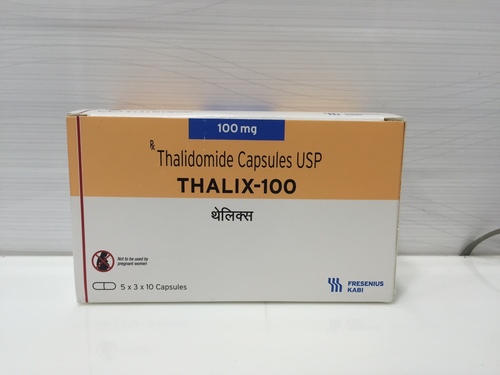 100 mg
℞ Thalidomide Capsules USP
THALIX-100
थेलिक्स
Not to be used by
pregnant women
5 x 3 x 10 Capsules
FRESENIUS
KABI